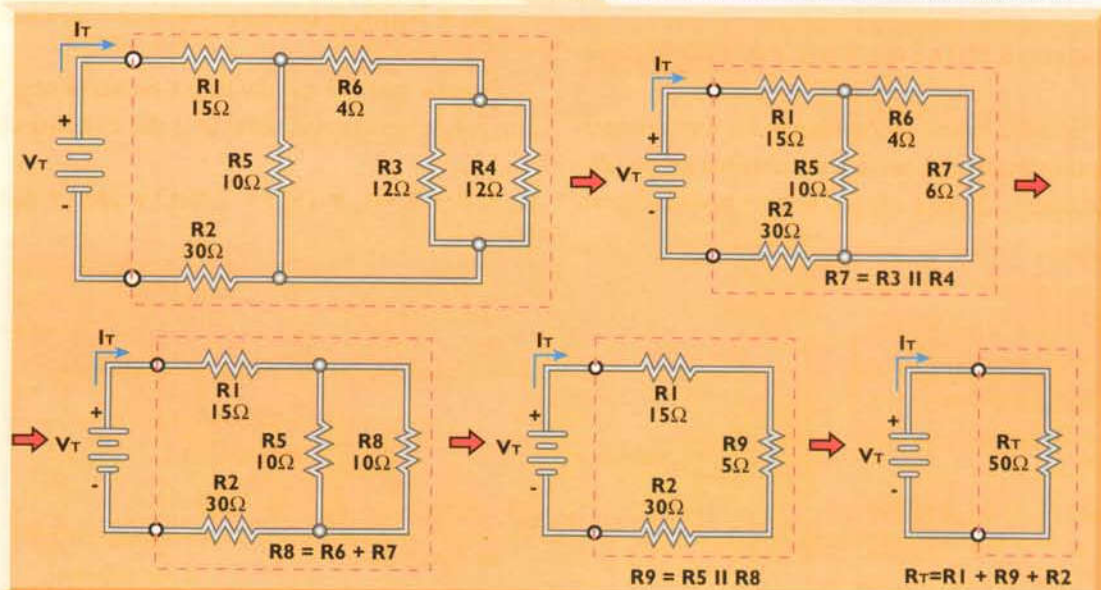 IT
R1
15Ω
R6
4Ω
+
VT
-
R5
10Ω
R3
12Ω
R4
12Ω
R2
30Ω
IT
R1
15Ω
R6
4Ω
+
VT
-
R5
10Ω
R7
6Ω
R2
30Ω
R7 = R3 II R4
IT
R1
15Ω
+
VT
-
R5
10Ω
R8
10Ω
R2
30Ω
R8 = R6 + R7
IT
R1
15Ω
+
VT
-
R9
5Ω
R2
30Ω
R9 = R5 II R8
IT
+
VT
-
RT
50Ω
RT=R1 + R9 + R2